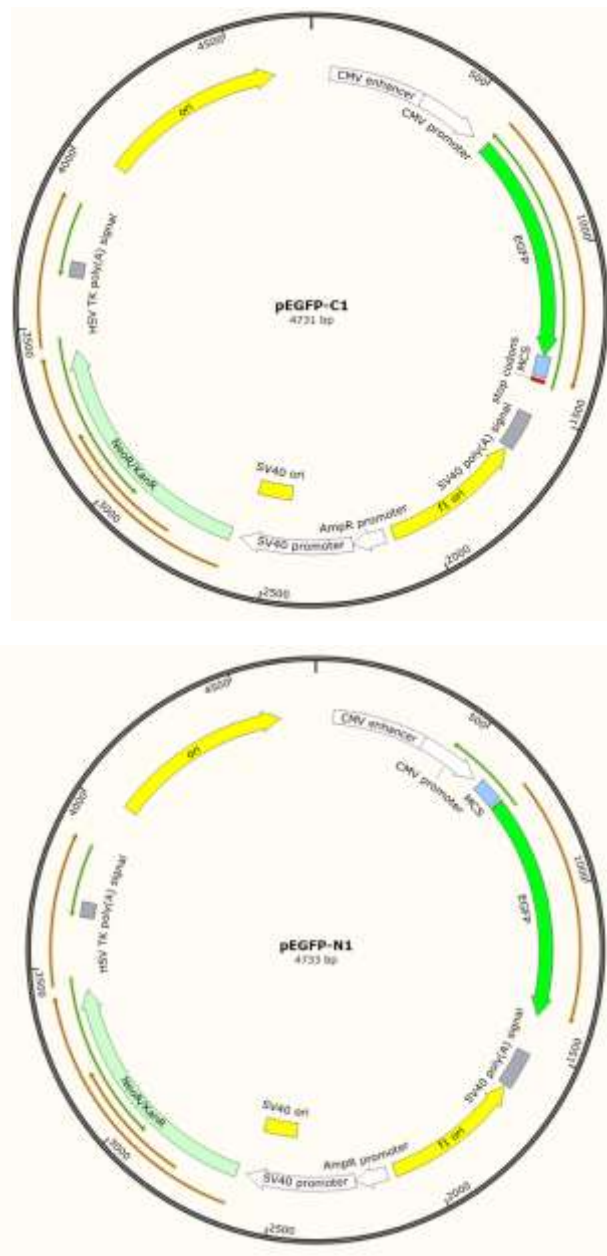 4500
500
CMV enhancer
CMV promoter
ori
4000
1000
EGFP
HSV TK poly(A) signal
pEGFP-C1
4731 bp
3500
stop codons
MCS
1500
SV40 poly(A) signal
NeoR/KanR
SV40 ori
f1 ori
AmpR promoter
3000
SV40 promoter
2000
2500
4500
500
CMV enhancer
CMV promoter
ori
MCS
4000
1000
EGFP
HSV TK poly(A) signal
pEGFP-N1
4733 bp
3500
SV40 poly(A) signal
1500
NeoR/KanR
SV40 ori
f1 ori
AmpR promoter
3000
SV40 promoter
2000
2500